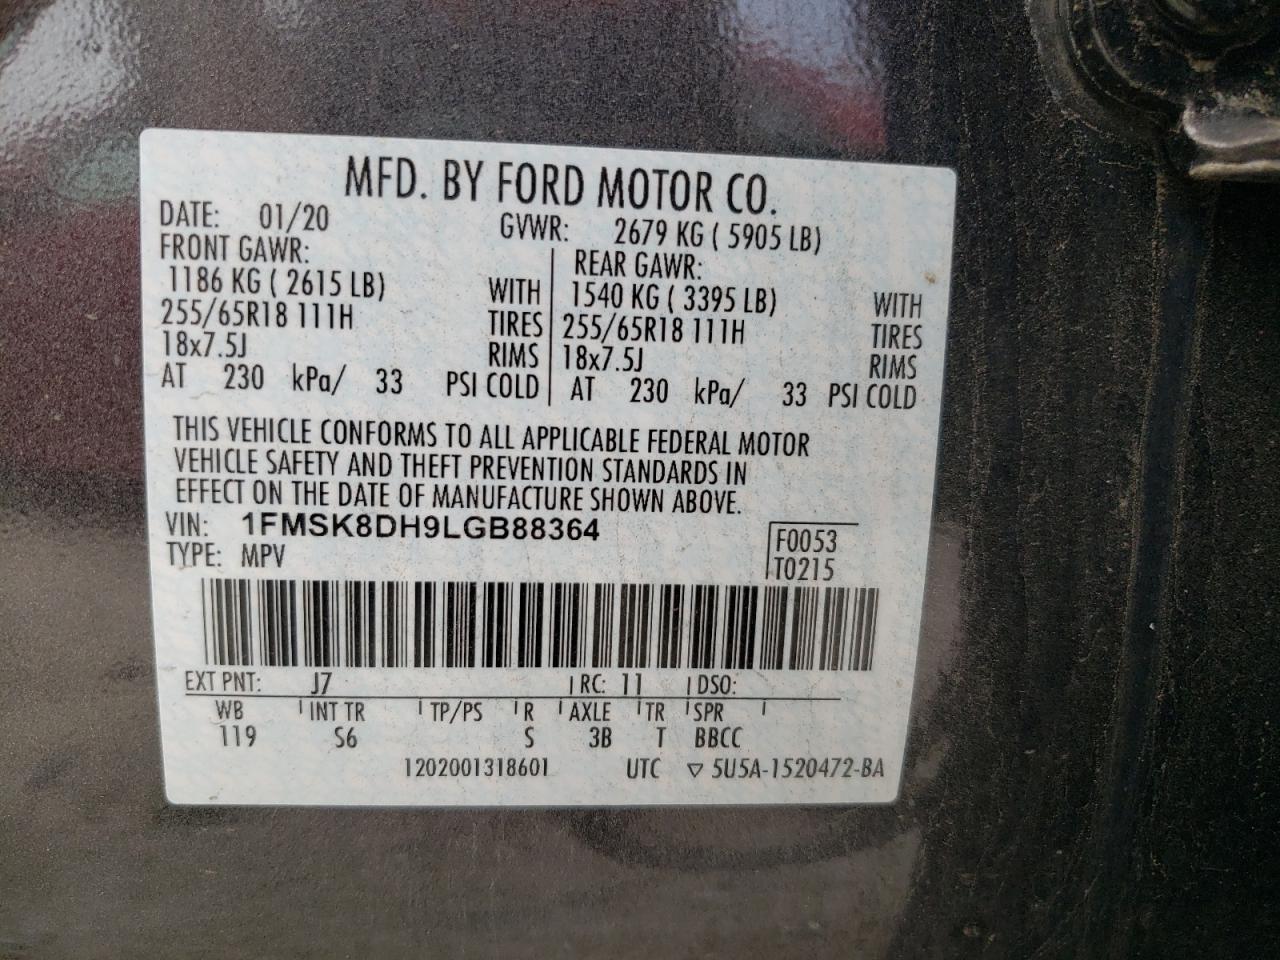 MFD. BY FORD MOTOR CO.
DATE: 01/20 GVWR: 2679 KG ( 5905 LB)
FRONT GAWR: REAR GAWR:
1186 KG ( 2615 LB) WITH 1540 KG ( 3395 LB) WITH
255/65R18 111H TIRES 255/65R18 111H TIRES
18x7.5J RIMS 18x7.5J RIMS
AT 230 kPa/ 33 PSI COLD AT 230 kPa/ 33 PSI COLD
THIS VEHICLE CONFORMS TO ALL APPLICABLE FEDERAL MOTOR
VEHICLE SAFETY AND THEFT PREVENTION STANDARDS IN
EFFECT ON THE DATE OF MANUFACTURE SHOWN ABOVE.
VIN: 1FMSK8DH9LGB88364 F0053
TYPE: MPV T0215
EXT PNT: J7 RC: 11 DSO:
WB INT TR TP/PS R AXLE TR SPR
119 S6 S 3B T BBCC
1202001318601 UTC ▽ 5U5A-1520472-BA